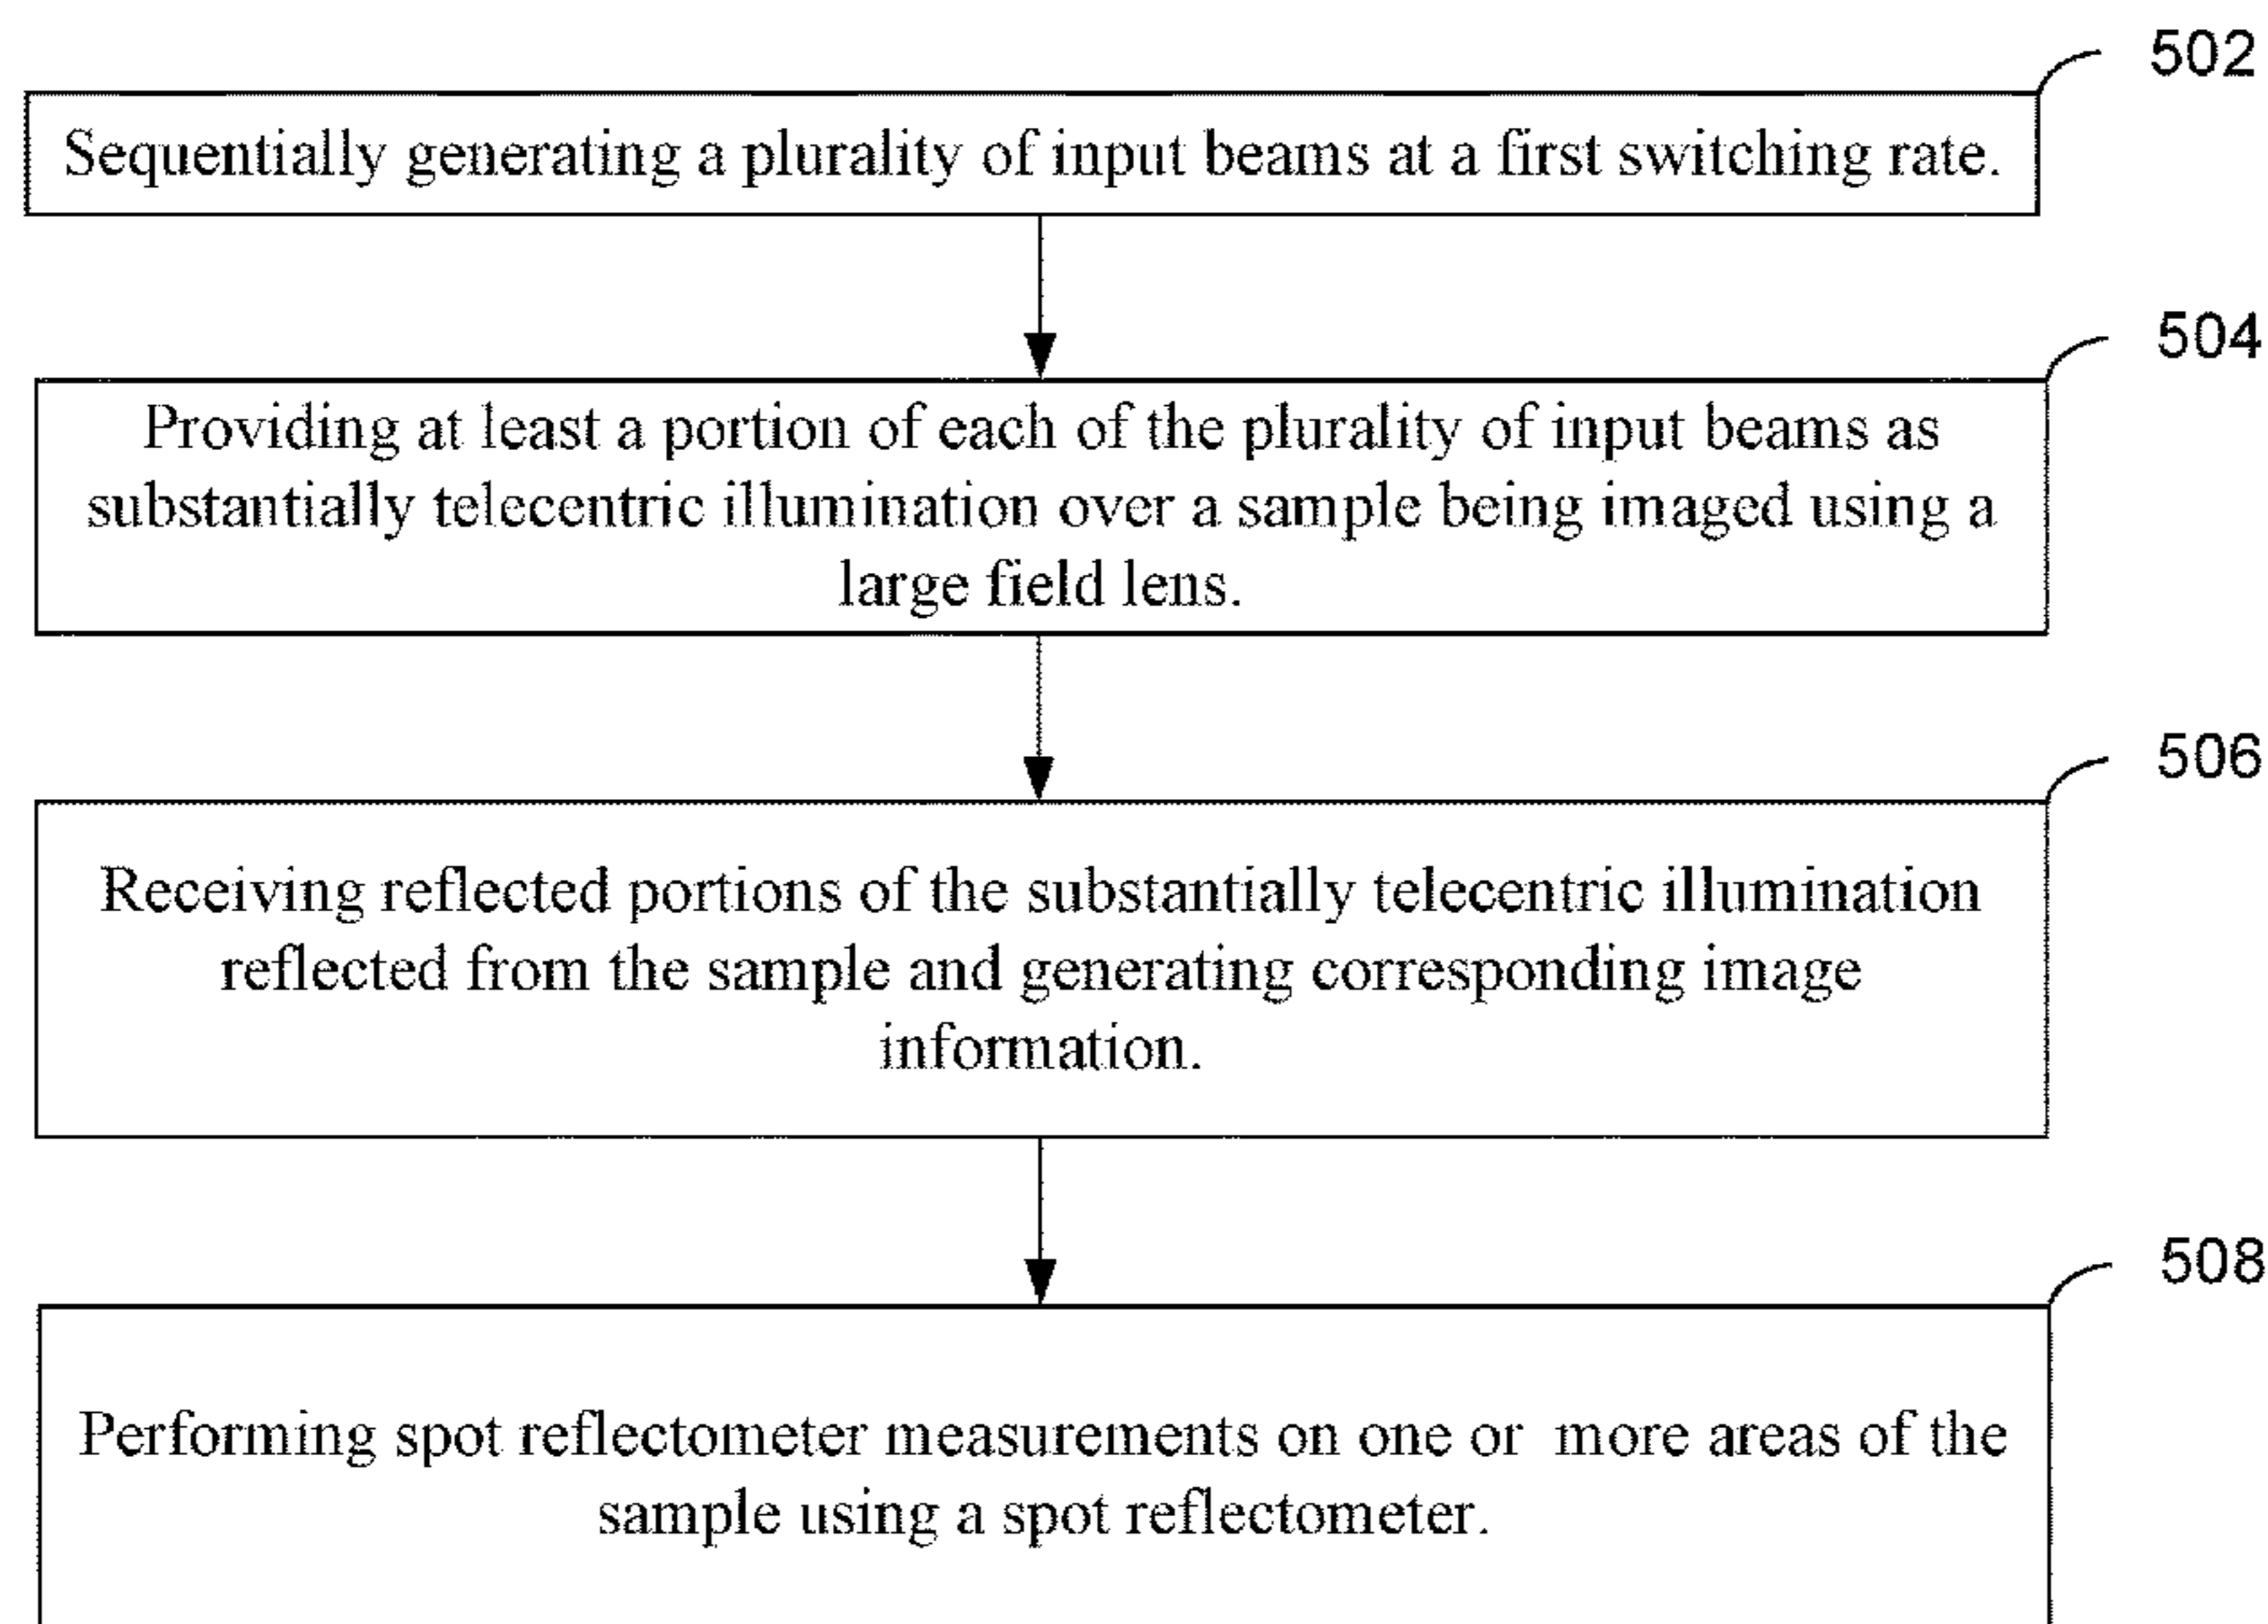 502
Sequentially generating a plurality of input beams at a first switching rate.
504
Providing at least a portion of each of the plurality of input beams as
substantially telecentric illumination over a sample being imaged using a
large field lens.
506
Receiving reflected portions of the substantially telecentric illumination
reflected from the sample and generating corresponding image
information.
508
Performing spot reflectometer measurements on one or more areas of the
sample using a spot reflectometer.